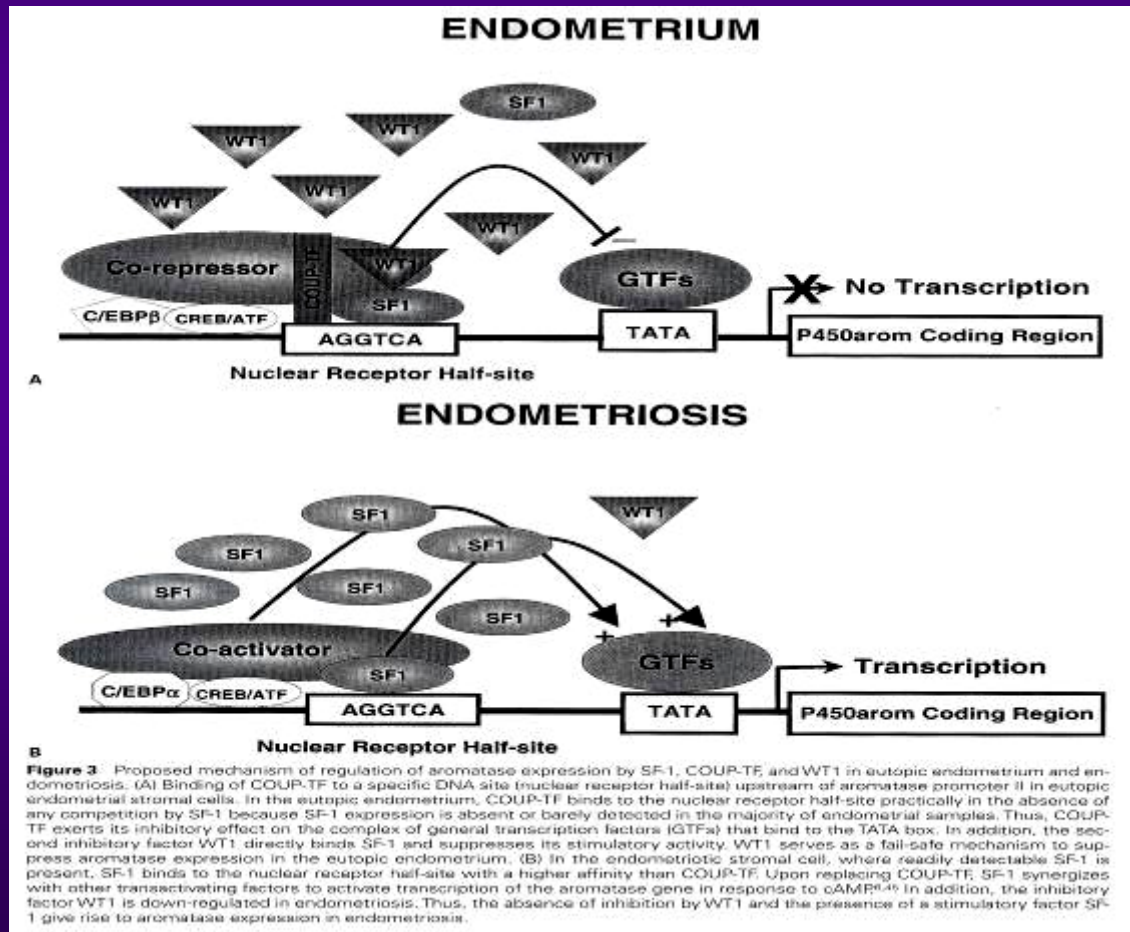 ENDOMETRIUM
SF1
WT1
WT1
WT1
WT1
WT1
WT1
Co-repressor
COUP-TF
WT1
GTFs
No Transcription
C/EBPβ
CREB/ATF
SF1
AGGTCA
TATA
P450arom Coding Region
Nuclear Receptor Half-site
A
ENDOMETRIOSIS
SF1
WT1
SF1
SF1
SF1
SF1
SF1
Co-activator
SF1
GTFs
Transcription
C/EBPα
CREB/ATF
AGGTCA
TATA
P450arom Coding Region
Nuclear Receptor Half-site
B
Figure 3 Proposed mechanism of regulation of aromatase expression by SF-1, COUP-TF, and WT1 in eutopic endometrium and en-
dometriosis. (A) Binding of COUP-TF to a specific DNA site (nuclear receptor half-site) upstream of aromatase promoter II in eutopic
endometrial stromal cells. In the eutopic endometrium, COUP-TF binds to the nuclear receptor half-site practically in the absence of
any competition by SF-1 because SF-1 expression is absent or barely detected in the majority of endometrial samples. Thus, COUP-
TF exerts its inhibitory effect on the complex of general transcription factors (GTFs) that bind to the TATA box. In addition, the sec-
ond inhibitory factor WT1 directly binds SF-1 and suppresses its stimulatory activity. WT1 serves as a fail-safe mechanism to sup-
press aromatase expression in the eutopic endometrium. (B) In the endometriotic stromal cell, where readily detectable SF-1 is
present, SF-1 binds to the nuclear receptor half-site with a higher affinity than COUP-TF. Upon replacing COUP-TF, SF-1 synergizes
with other transactivating factors to activate transcription of the aromatase gene in response to cAMP. In addition, the inhibitory
factor WT1 is down-regulated in endometriosis. Thus, the absence of inhibition by WT1 and the presence of a stimulatory factor SF-
1 give rise to aromatase expression in endometriosis.